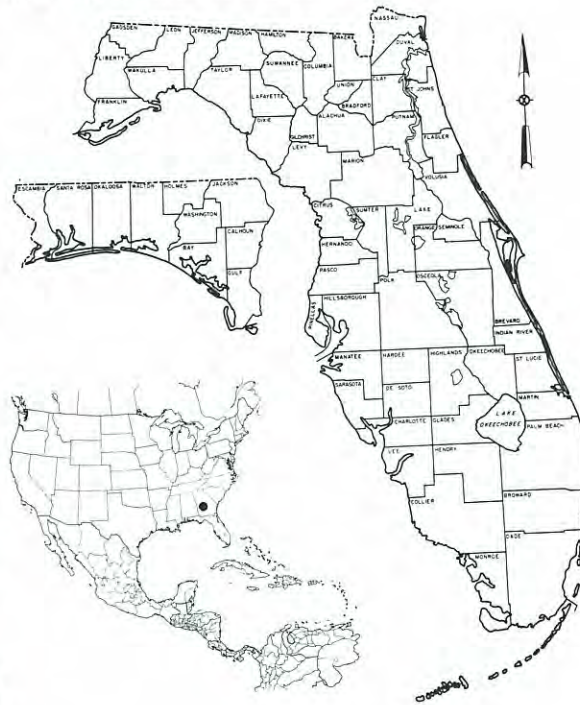 NASSAU
GADSDEN
LEON
JEFFERSON
MADISON
HAMILTON
BAKER
DUVAL
LIBERTY
WAKULLA
TAYLOR
SUWANNEE
COLUMBIA
UNION
CLAY
ST JOHNS
FRANKLIN
LAFAYETTE
BRADFORD
PUTNAM
DIXIE
GILCHRIST
ALACHUA
FLAGLER
LEVY
MARION
VOLUSIA
ESCAMBIA
SANTA ROSA
OKALOOSA
WALTON
HOLMES
JACKSON
WASHINGTON
BAY
CALHOUN
GULF
CITRUS
SUMTER
LAKE
ORANGE
SEMINOLE
HERNANDO
PASCO
POLK
OSCEOLA
PINELLAS
HILLSBOROUGH
BREVARD
INDIAN RIVER
MANATEE
HARDEE
HIGHLANDS
OKEECHOBEE
ST LUCIE
SARASOTA
DE SOTO
MARTIN
CHARLOTTE
GLADES
LAKE
OKEECHOBEE
PALM BEACH
LEE
HENDRY
COLLIER
BROWARD
DADE
MONROE